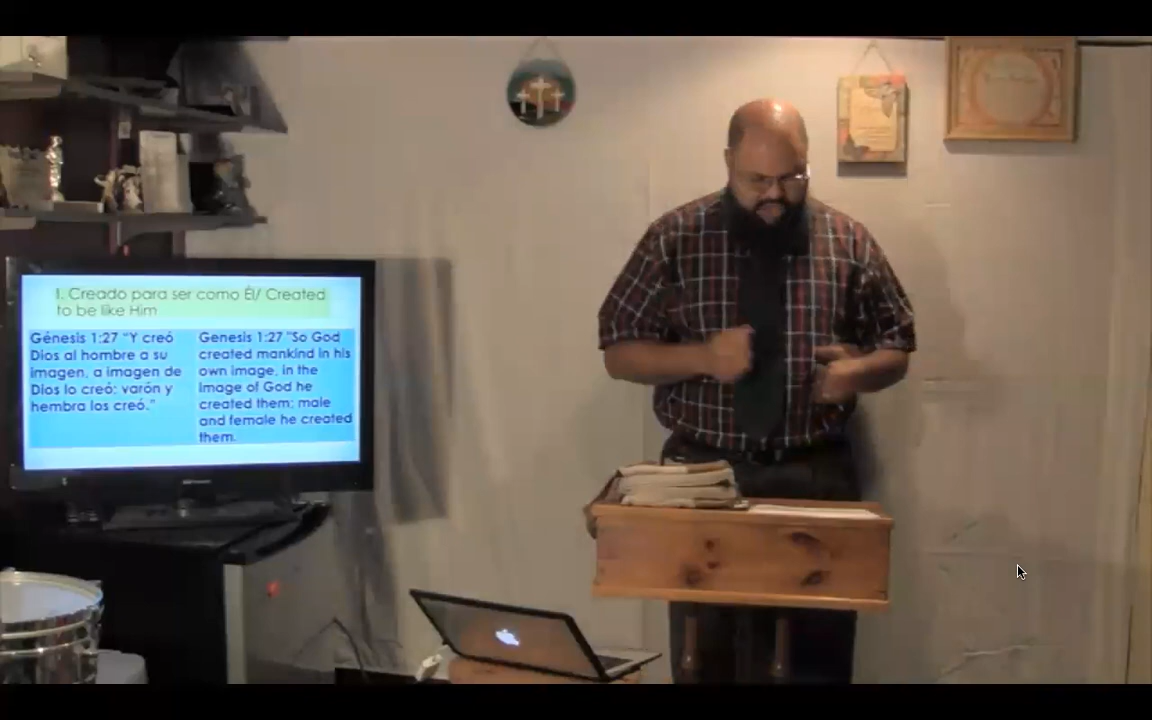 I. Creado para ser como Él/ Created
to be like Him
Génesis 1:27 "Y creó
Dios al hombre a su
imagen, a imagen de
Dios lo creó; varón y
hembra los creó."
Genesis 1:27 "So God
created mankind in his
own image, in the
image of God he
created them; male
and female he created
them.